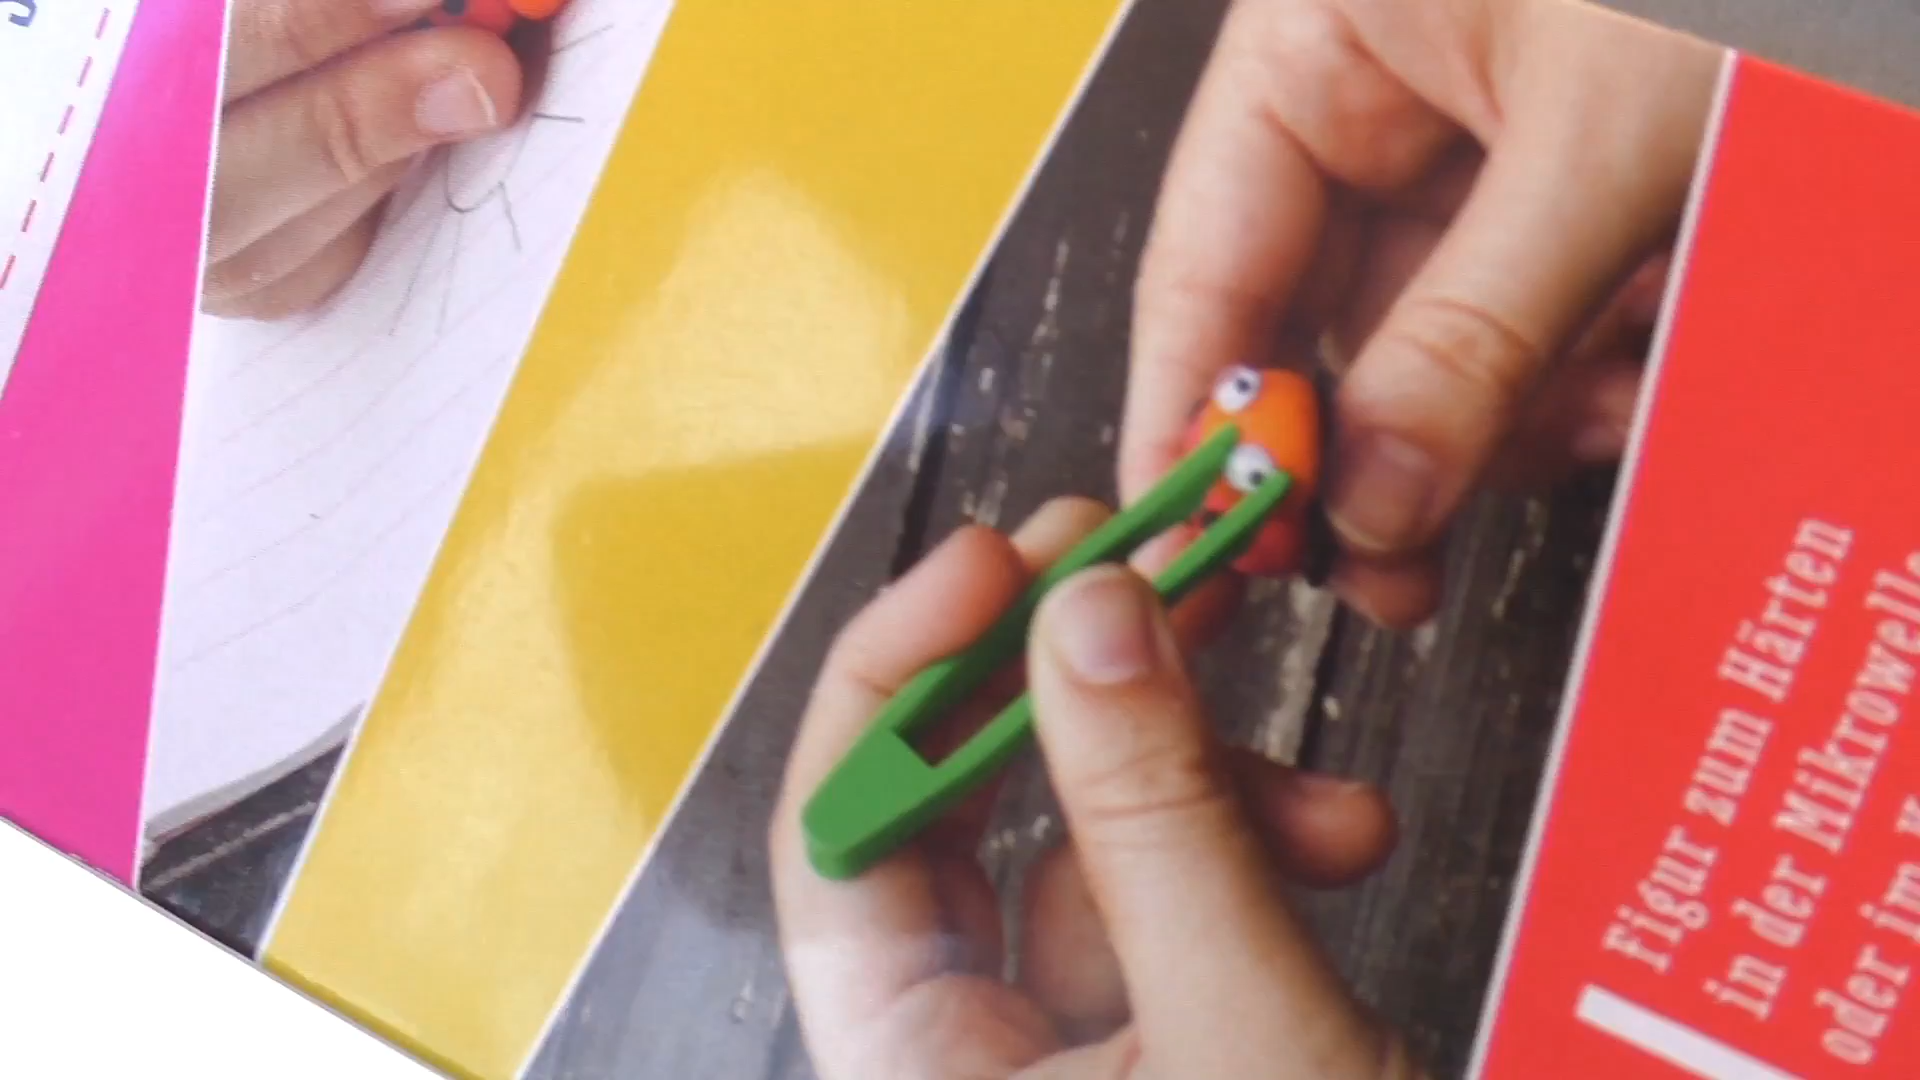 Figur zum Härten
in der Mikrowelle
oder im